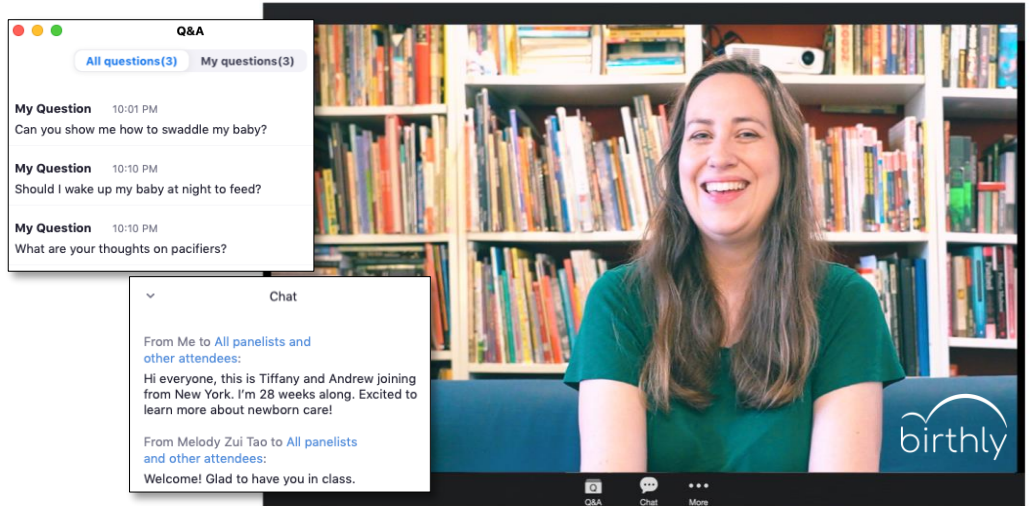 Q&A
All questions(3) My questions(3)
My Question 10:01 PM
Can you show me how to swaddle my baby?
My Question 10:10 PM
Should I wake up my baby at night to feed?
My Question 10:10 PM
What are your thoughts on pacifiers?
Chat
From Me to All panelists and
other attendees:
Hi everyone, this is Tiffany and Andrew joining
from New York. I'm 28 weeks along. Excited to
learn more about newborn care!
From Melody Zui Tao to All panelists
and other attendees:
Welcome! Glad to have you in class.
birthly
Q&A Chat More